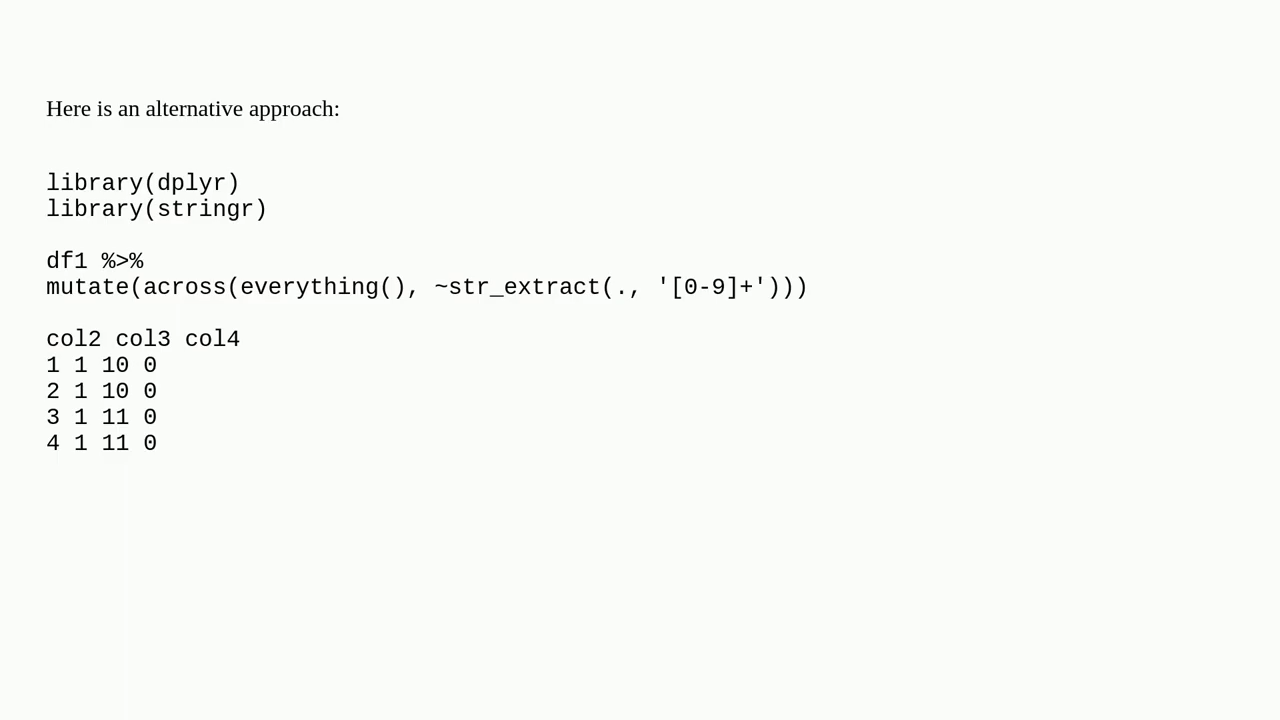 Here is an alternative approach:
library(dplyr)
library(stringr)
df1 %>%
mutate(across(everything(), ~str_extract(., '[0-9]+')))
col2 col3 col4
1 1 10 0
2 1 10 0
3 1 11 0
4 1 11 0